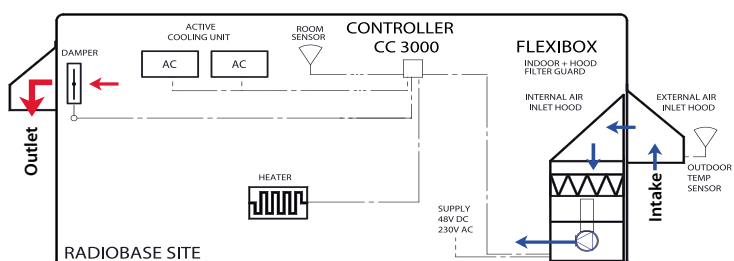 ACTIVE
COOLING UNIT
ROOM
SENSOR
CONTROLLER
CC 3000
FLEXIBOX
INDOOR + HOOD
FILTER GUARD
DAMPER
AC
AC
INTERNAL AIR
INLET HOOD
EXTERNAL AIR
INLET HOOD
Outlet
Intake
OUTDOOR
TEMP
SENSOR
HEATER
SUPPLY
48V DC
230V AC
RADIOBASE SITE